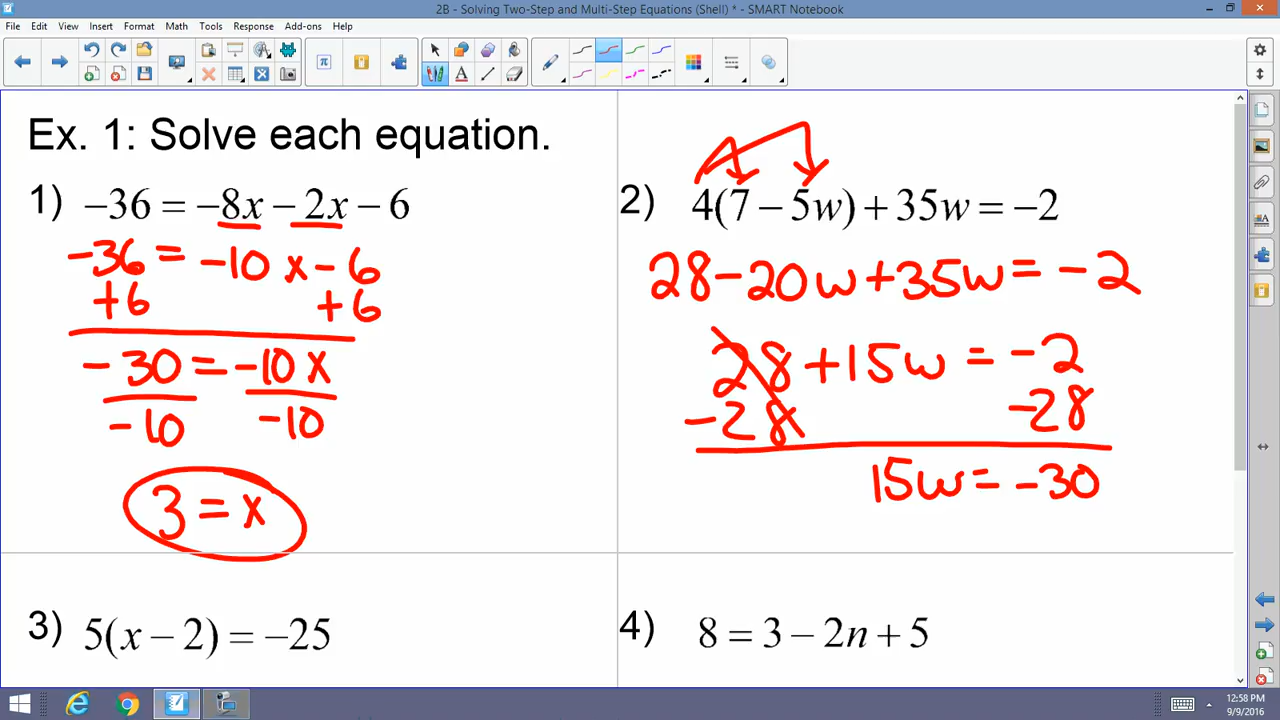 2B - Solving Two-Step and Multi-Step Equations (Shell) * - SMART Notebook
File Edit View Insert Format Math Tools Response Add-ons Help
Ex. 1: Solve each equation.
1) −36 = −8x − 2x − 6
-36 = -10x - 6
+6 +6
-30 = -10x
-10 -10
3 = x
2) 4(7 − 5w) + 35w = −2
28 - 20w + 35w = -2
28 + 15w = -2
-28 -28
15w = -30
3) 5(x − 2) = −25
4) 8 = 3 − 2n + 5
12:58 PM
9/9/2016